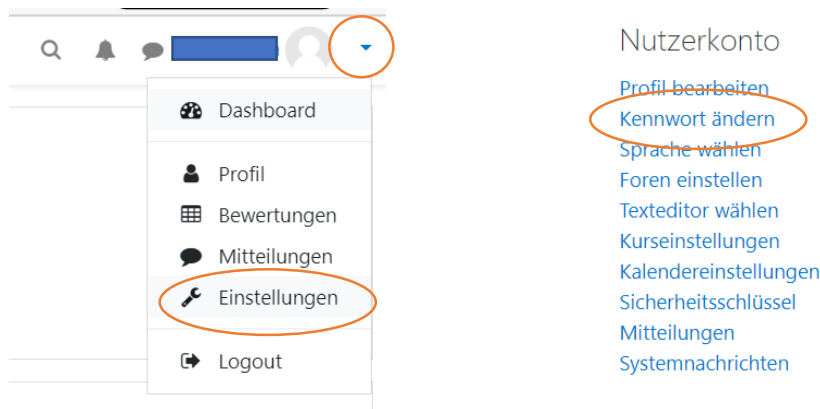 Dashboard
Profil
Bewertungen
Mitteilungen
Einstellungen
Logout
Nutzerkonto
Profil bearbeiten
Kennwort ändern
Sprache wählen
Foren einstellen
Texteditor wählen
Kurseinstellungen
Kalendereinstellungen
Sicherheitsschlüssel
Mitteilungen
Systemnachrichten